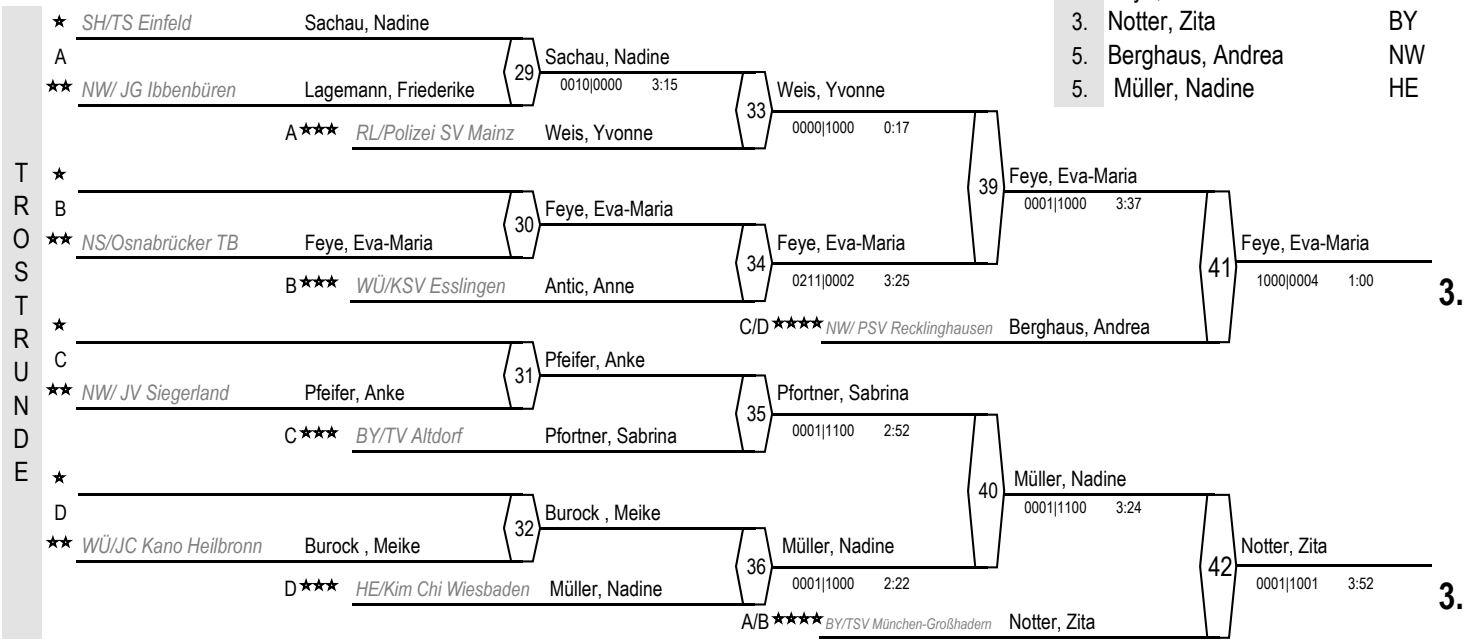 ★ SH/TS Einfeld Sachau, Nadine
A
★★ NW/ JG Ibbenbüren Lagemann, Friederike
29
Sachau, Nadine
0010|0000 3:15
A★★★ RL/Polizei SV Mainz Weis, Yvonne
33
Weis, Yvonne
0000|1000 0:17
3. Notter, Zita BY
5. Berghaus, Andrea NW
5. Müller, Nadine HE
TROSTRUNDE
★
B
★★ NS/Osnabrücker TB Feye, Eva-Maria
30
Feye, Eva-Maria
B★★★ WÜ/KSV Esslingen Antic, Anne
34
Feye, Eva-Maria
0211|0002 3:25
39
Feye, Eva-Maria
0001|1000 3:37
C/D★★★★ NW/ PSV Recklinghausen Berghaus, Andrea
41
Feye, Eva-Maria
1000|0004 1:00
3.
★
C
★★ NW/ JV Siegerland Pfeifer, Anke
31
Pfeifer, Anke
C★★★ BY/TV Altdorf Pfortner, Sabrina
35
Pfortner, Sabrina
0001|1100 2:52
★
D
★★ WÜ/JC Kano Heilbronn Burock , Meike
32
Burock , Meike
D★★★ HE/Kim Chi Wiesbaden Müller, Nadine
36
Müller, Nadine
0001|1000 2:22
40
Müller, Nadine
0001|1100 3:24
A/B★★★★ BY/TSV München-Großhadern Notter, Zita
42
Notter, Zita
0001|1001 3:52
3.